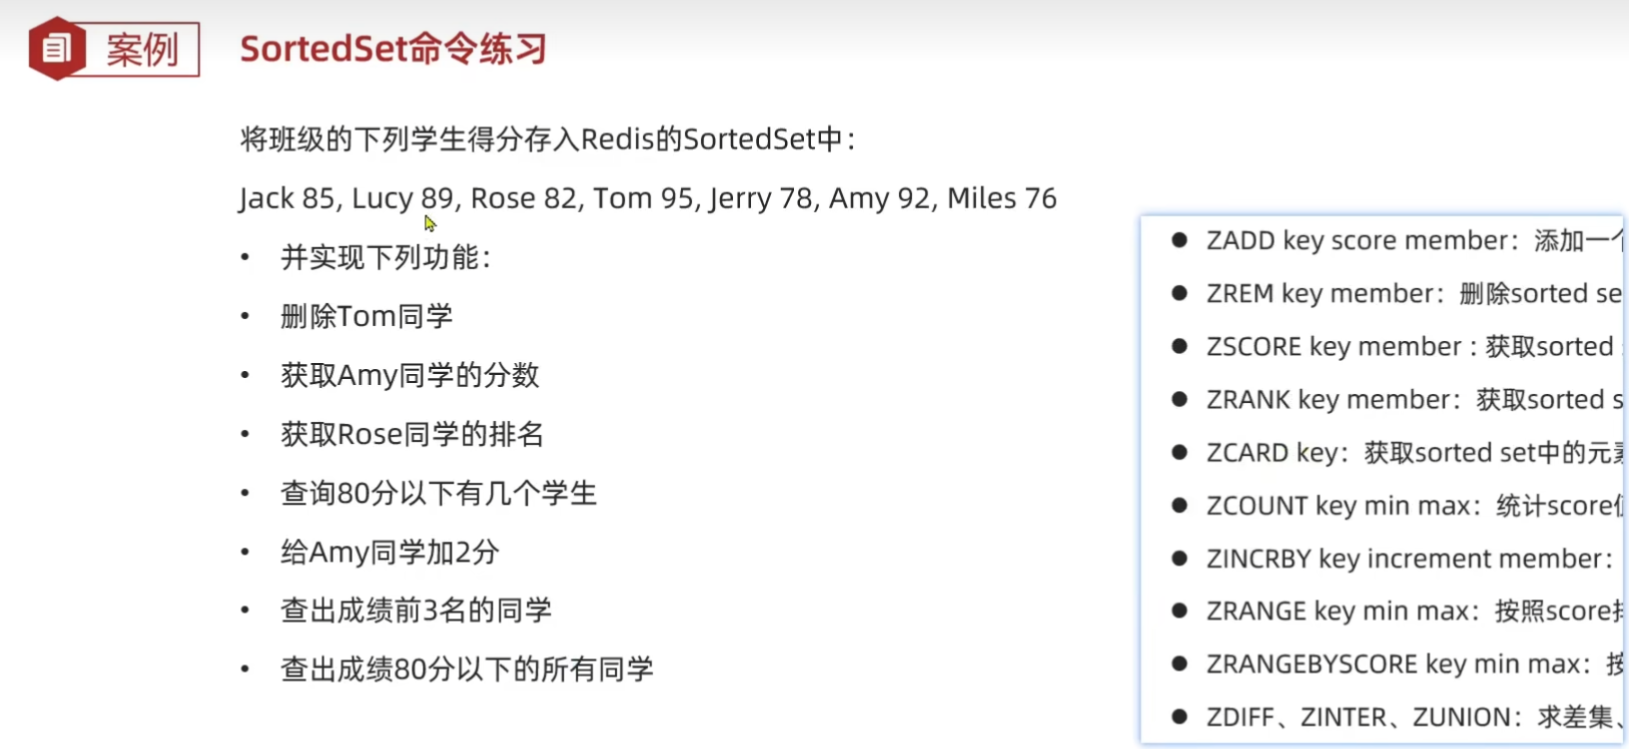 案例
SortedSet命令练习
将班级的下列学生得分存入Redis的SortedSet中：
Jack 85, Lucy 89, Rose 82, Tom 95, Jerry 78, Amy 92, Miles 76
• 并实现下列功能：
• 删除Tom同学
• 获取Amy同学的分数
• 获取Rose同学的排名
• 查询80分以下有几个学生
• 给Amy同学加2分
• 查出成绩前3名的同学
• 查出成绩80分以下的所有同学
● ZADD key score member：添加一
● ZREM key member：删除sorted se
● ZSCORE key member : 获取sorted
● ZRANK key member：获取sorted s
● ZCARD key：获取sorted set中的元
● ZCOUNT key min max：统计score
● ZINCRBY key increment member：
● ZRANGE key min max：按照score
● ZRANGEBYSCORE key min max：
● ZDIFF、ZINTER、ZUNION：求差集、